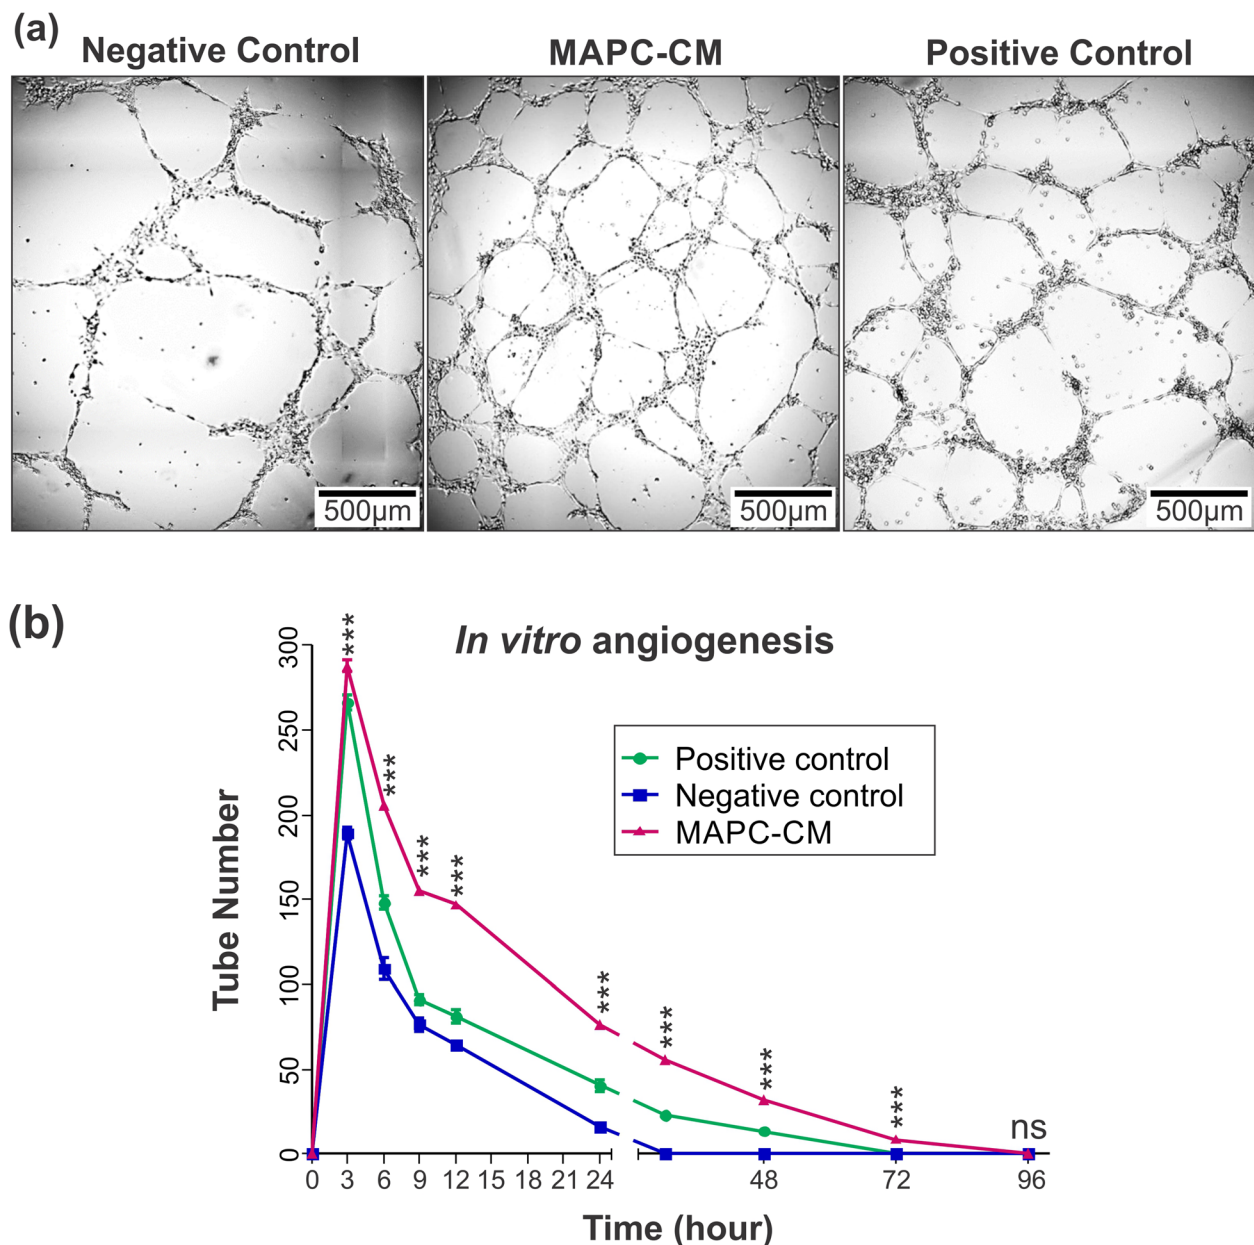 (a)
Negative Control
MAPC-CM
Positive Control
500µm
500µm
500µm
(b)
In vitro angiogenesis
***
***
***
***
***
***
***
***
ns
Positive control
Negative control
MAPC-CM
Tube Number
300
250
200
150
100
50
0
0 3 6 9 12 15 18 21 24 48 72 96
Time (hour)